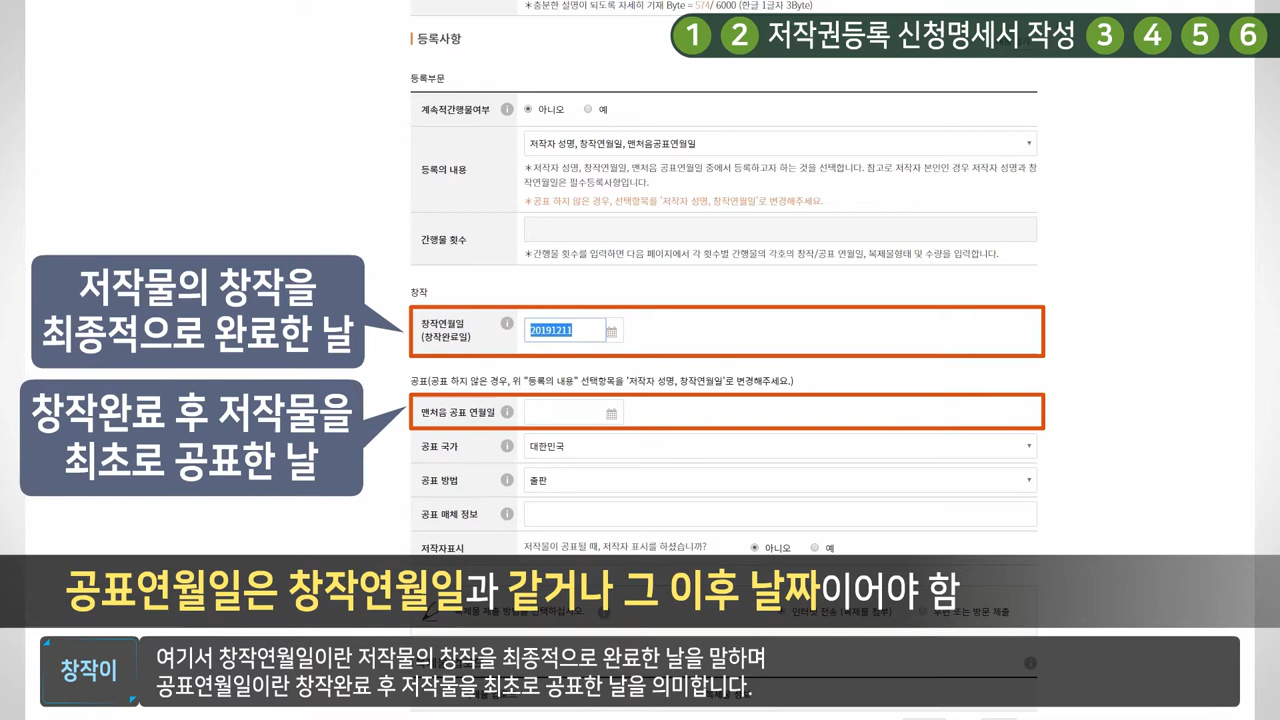 *충분한 설명이 되도록 자세히 기재 Byte = 574/ 6000 (한글 1글자 3Byte)
1 2 저작권등록 신청명세서 작성 3 4 5 6
등록사항
등록부문
계속적간행물여부 아니오 예
저작자 성명, 창작연월일, 맨처음공표연월일
등록의 내용
*저작자 성명, 창작연월일, 맨처음 공표연월일 중에서 등록하고자 하는 것을 선택합니다. 참고로 저작자 본인인 경우 저작자 성명과 창
작연월일은 필수등록사항입니다.
*공표 하지 않은 경우, 선택항목을 '저작자 성명, 창작연월일'로 변경해주세요.
간행물 횟수
*간행물 횟수를 입력하면 다음 페이지에서 각 횟수별 간행물의 각호의 창작/공표 연월일, 복제물형태 및 수량을 입력합니다.
저작물의 창작을
최종적으로 완료한 날
창작
창작연월일
(창작완료일)
20191211
공표(공표 하지 않은 경우, 위 "등록의 내용" 선택항목을 '저작자 성명, 창작연월일'로 변경해주세요.)
창작완료 후 저작물을
최초로 공표한 날
맨처음 공표 연월일
공표 국가 대한민국
공표 방법 출판
공표 매체 정보
저작자표시 저작물이 공표될 때, 저작자 표시를 하셨습니까? 아니오 예
공표연월일은 창작연월일과 같거나 그 이후 날짜이어야 함
창작이
여기서 창작연월일이란 저작물의 창작을 최종적으로 완료한 날을 말하며
공표연월일이란 창작완료 후 저작물을 최초로 공표한 날을 의미합니다.